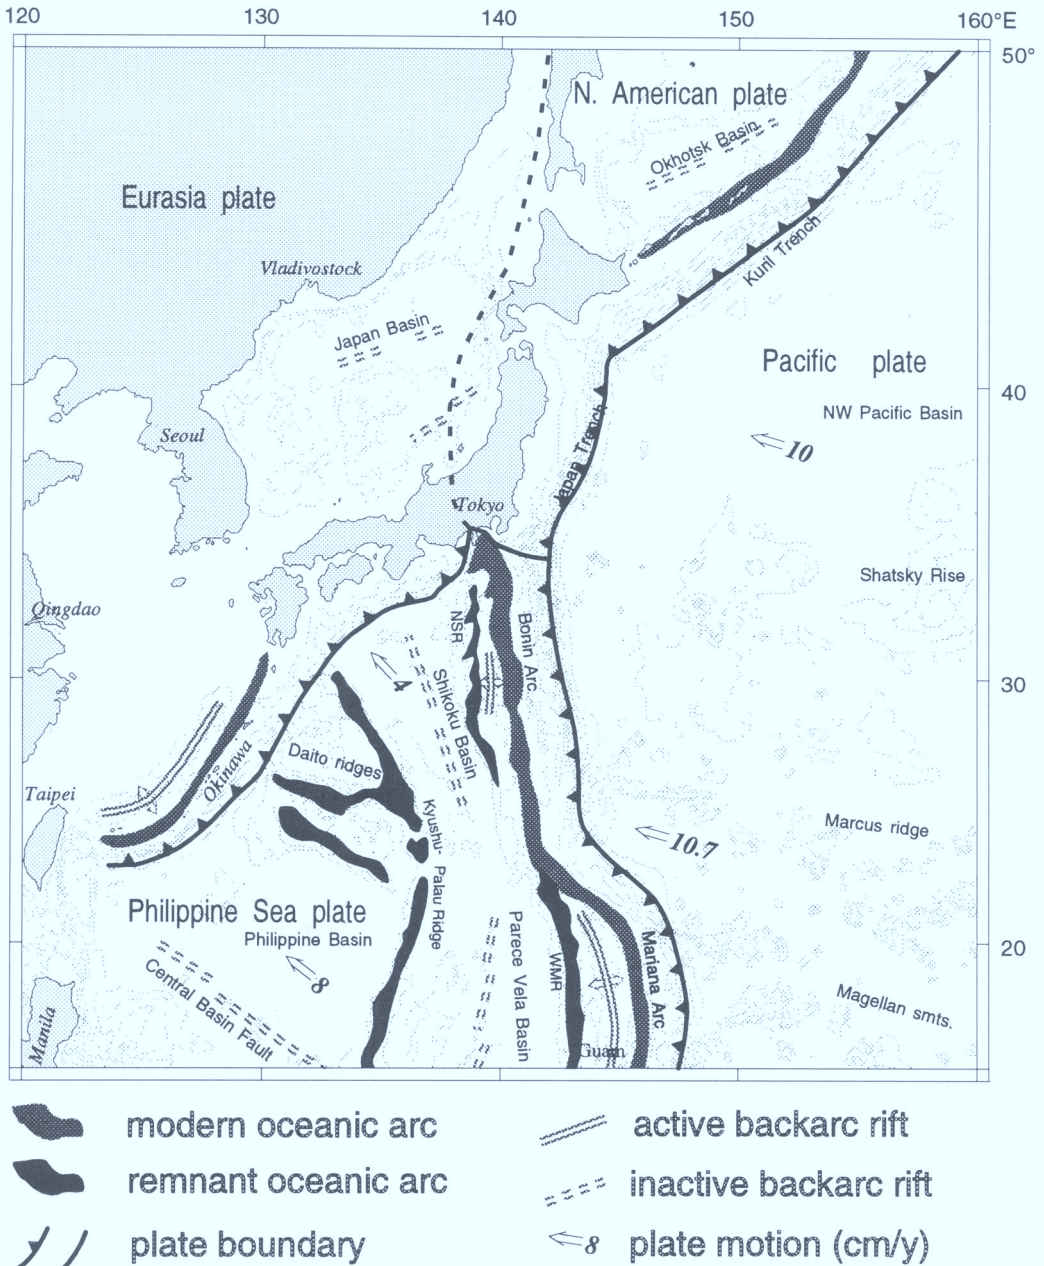 120 130 140 150 160°E
50°
N. American plate
Okhotsk Basin
Eurasia plate
Vladivostock
Kuril Trench
Japan Basin
Pacific plate
40
NW Pacific Basin
Seoul
10
Japan Trench
Tokyo
Shatsky Rise
Qingdao
NSR
Bonin Arc
30
4
Shikoku Basin
Daito ridges
Okinawa
Taipei
Kyushu-
Palau Ridge
Marcus ridge
10.7
Philippine Sea plate
Philippine Basin
20
Parece Vela Basin
WMR
Mariana Arc
8
Central Basin Fault
Magellan smts.
Manila
Guam
modern oceanic arc
active backarc rift
remnant oceanic arc
inactive backarc rift
plate boundary
8 plate motion (cm/y)